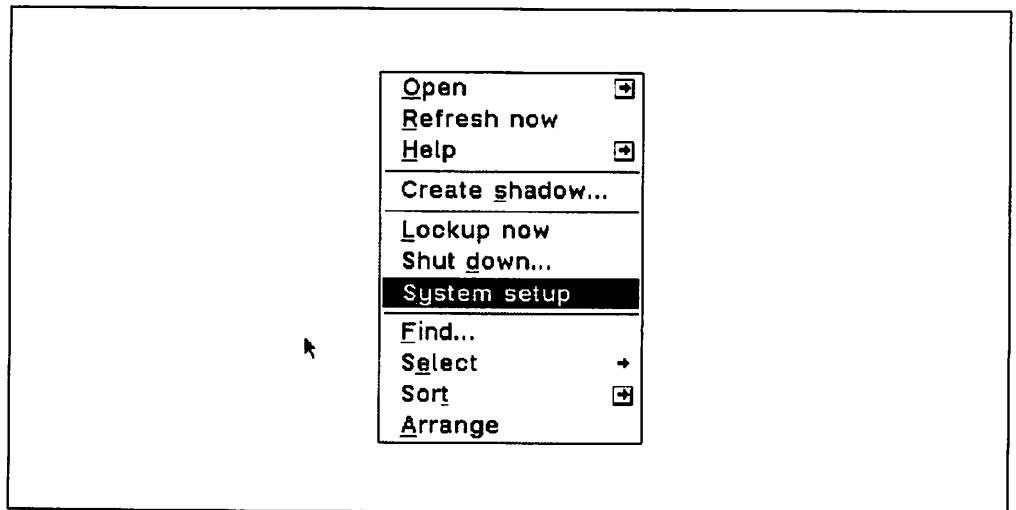 Open
Refresh now
Help
Create shadow...
Lockup now
Shut down...
System setup
Find...
Select
Sort
Arrange